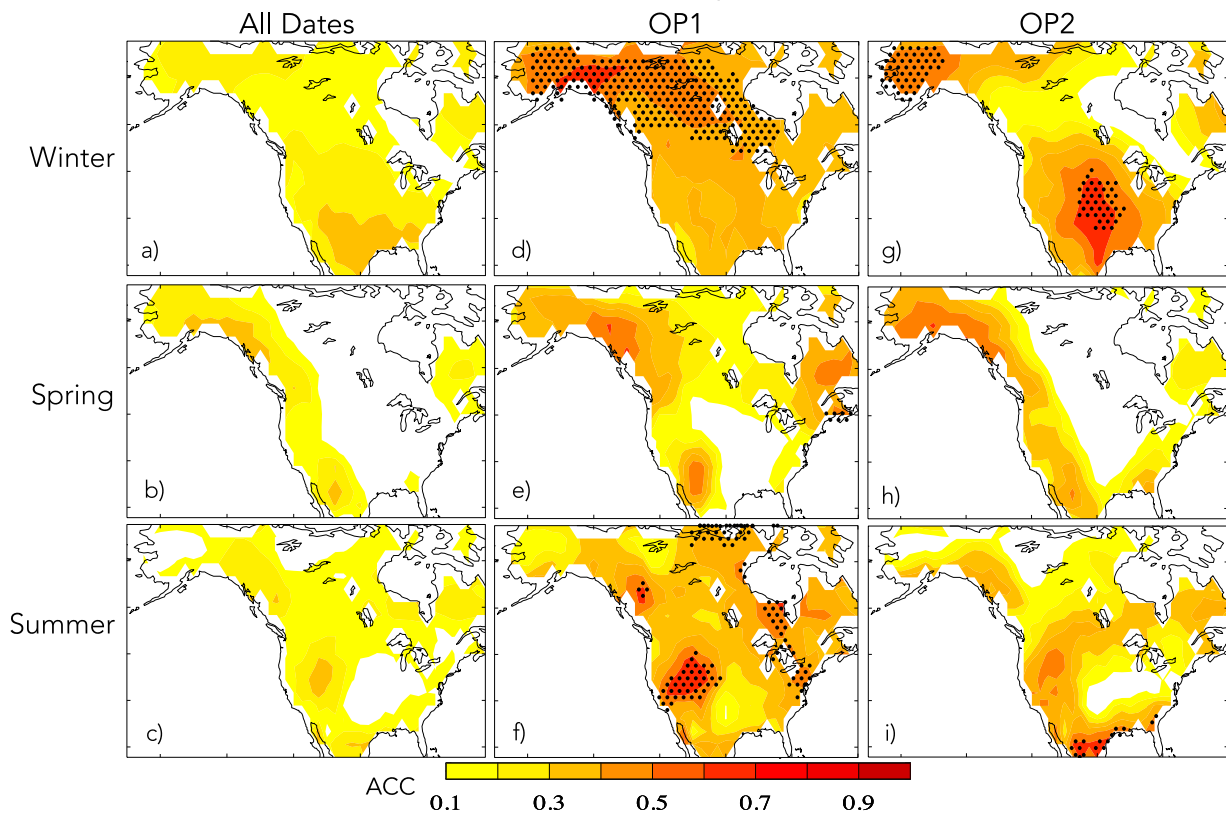 All Dates OP1 OP2
Winter
a) d) g)
Spring
b) e) h)
Summer
c) f) i)
ACC
0.1 0.3 0.5 0.7 0.9